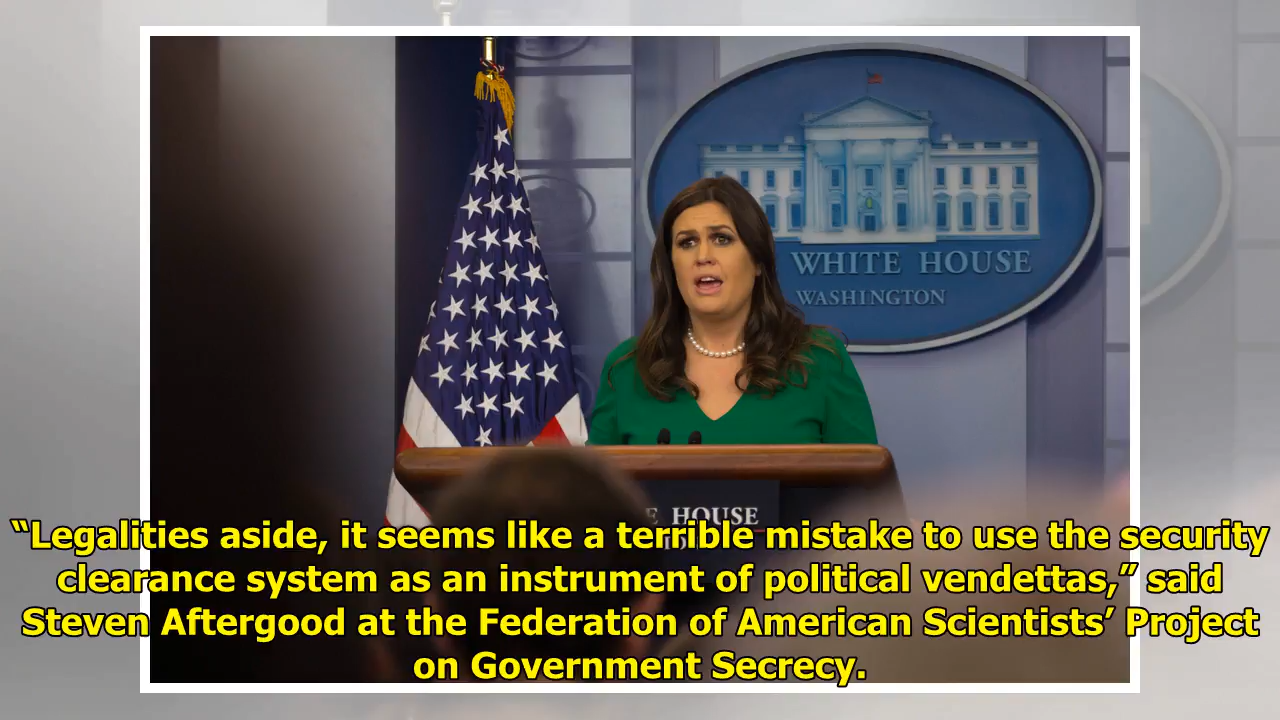 WHITE HOUSE
WASHINGTON
HOUSE
“Legalities aside, it seems like a terrible mistake to use the security
clearance system as an instrument of political vendettas,” said
Steven Aftergood at the Federation of American Scientists’ Project
on Government Secrecy.